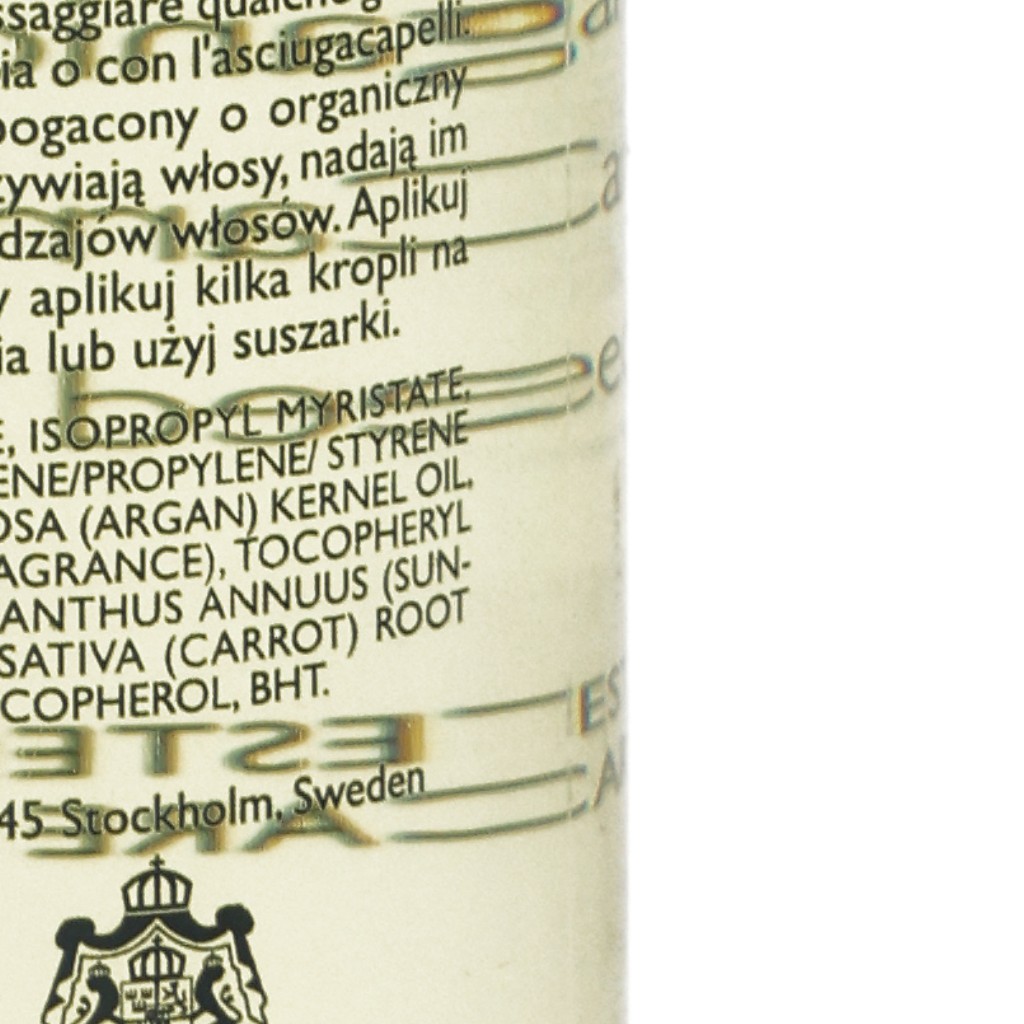 ssaggiare qualche g
ia o con l'asciugacapelli.
bogacony o organiczny
żywiają włosy, nadają im
dzajów włosów. Aplikuj
y aplikuj kilka kropli na
ia lub użyj suszarki.
E, ISOPROPYL MYRISTATE,
ENE/PROPYLENE/ STYRENE
OSA (ARGAN) KERNEL OIL,
AGRANCE), TOCOPHERYL
ANTHUS ANNUUS (SUN-
SATIVA (CARROT) ROOT
COPHEROL, BHT.
45 Stockholm, Sweden